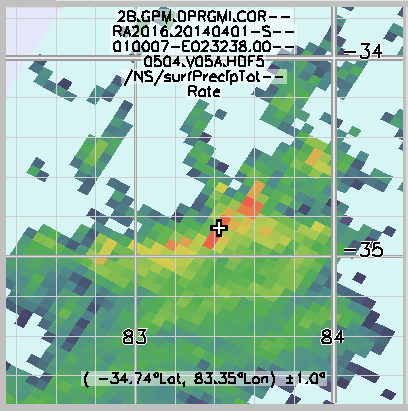 2B.GPM.DPRGMI.COR--
RA2016.20140401-S--
010007-E023238.00--
0504.V05A.HDF5
/NS/surfPrecipTot--
Rate
-34
-35
83
84
( -34.74°Lat, 83.35°Lon) ±1.0°